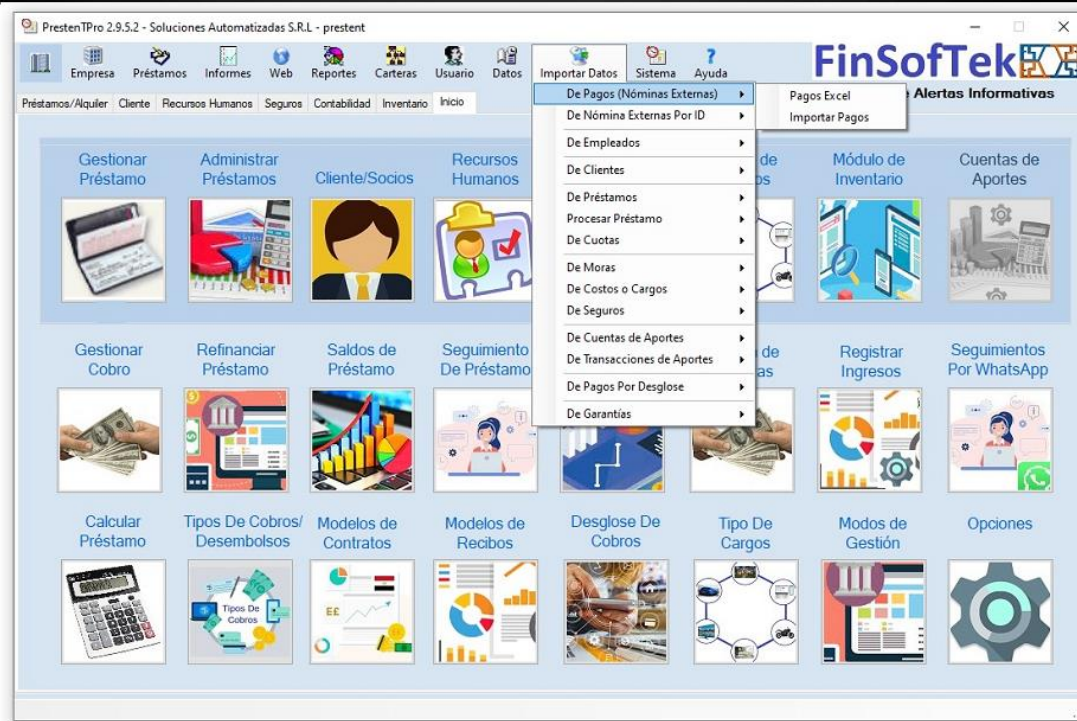 PrestenTPro 2.9.5.2 - Soluciones Automatizadas S.R.L - prestent
Empresa Préstamos Informes Web Reportes Carteras Usuario Datos Importar Datos Sistema Ayuda
FinSofTek
Préstamos/Alquiler Cliente Recursos Humanos Seguros Contabilidad Inventario Inicio
Alertas Informativas
De Pagos (Nóminas Externas)
De Nómina Externas Por ID
De Empleados
De Clientes
De Préstamos
Procesar Préstamo
De Cuotas
De Moras
De Costos o Cargos
De Seguros
De Cuentas de Aportes
De Transacciones de Aportes
De Pagos Por Desglose
De Garantías
Pagos Excel
Importar Pagos
Gestionar
Préstamo
Administrar
Préstamos
Cliente/Socios
Recursos
Humanos
de
Módulo de
Inventario
Cuentas de
Aportes
Gestionar
Cobro
Refinanciar
Préstamo
Saldos de
Préstamo
Seguimiento
De Préstamo
de
Registrar
Ingresos
Seguimientos
Por WhatsApp
Calcular
Préstamo
Tipos De Cobros/
Desembolsos
Modelos de
Contratos
Modelos de
Recibos
Desglose De
Cobros
Tipo De
Cargos
Modos de
Gestión
Opciones
Tipos De
Cobros
E£